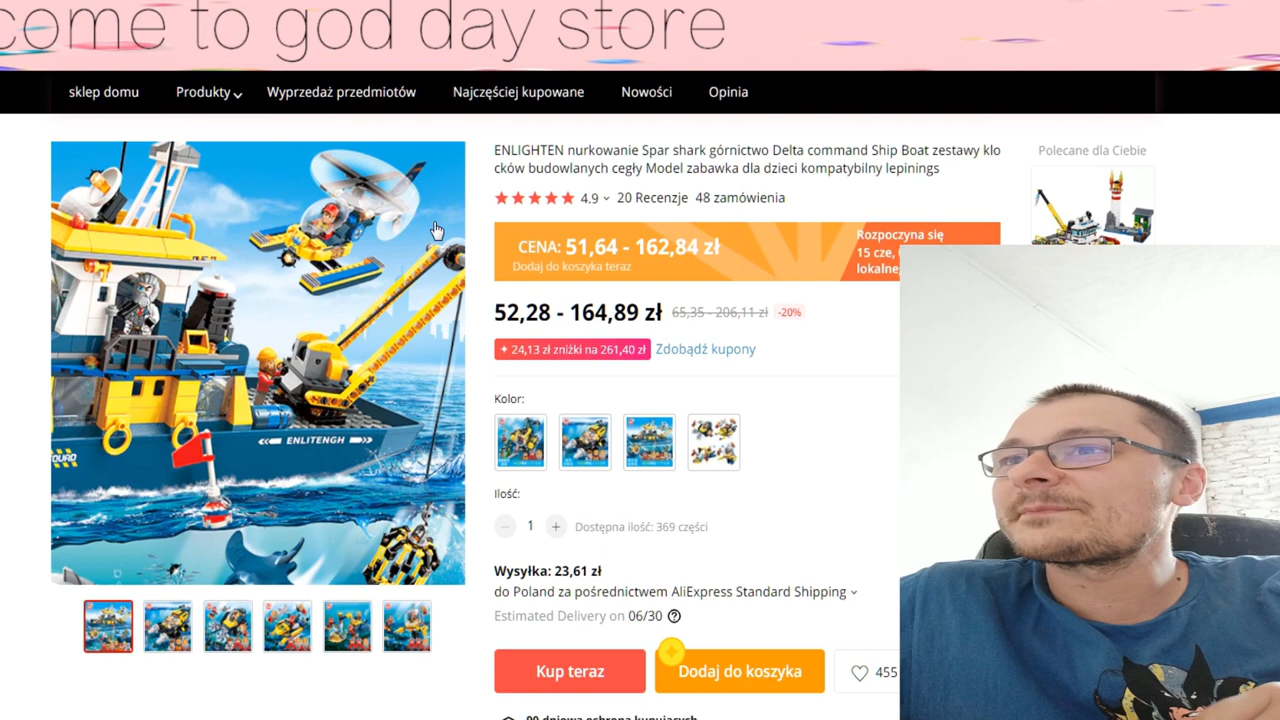 come to god day store
sklep domu Produkty Wyprzedaż przedmiotów Najczęściej kupowane Nowości Opinia
ENLIGHTEN nurkowanie Spar shark górnictwo Delta command Ship Boat zestawy klo
cków budowlanych cegły Model zabawka dla dzieci kompatybilny lepinings
4.9 20 Recenzje 48 zamówienia
CENA: 51,64 - 162,84 zł
Dodaj do koszyka teraz
Rozpoczyna się
15 cze,
52,28 - 164,89 zł 65,35 - 206,11 zł -20%
+ 24,13 zł zniżki na 261,40 zł Zdobądź kupony
Kolor:
Ilość:
− 1 + Dostępna ilość: 369 części
Wysyłka: 23,61 zł
do Poland za pośrednictwem AliExpress Standard Shipping
Estimated Delivery on 06/30 ?
Kup teraz Dodaj do koszyka 455
Polecane dla Ciebie
ENLITENGH